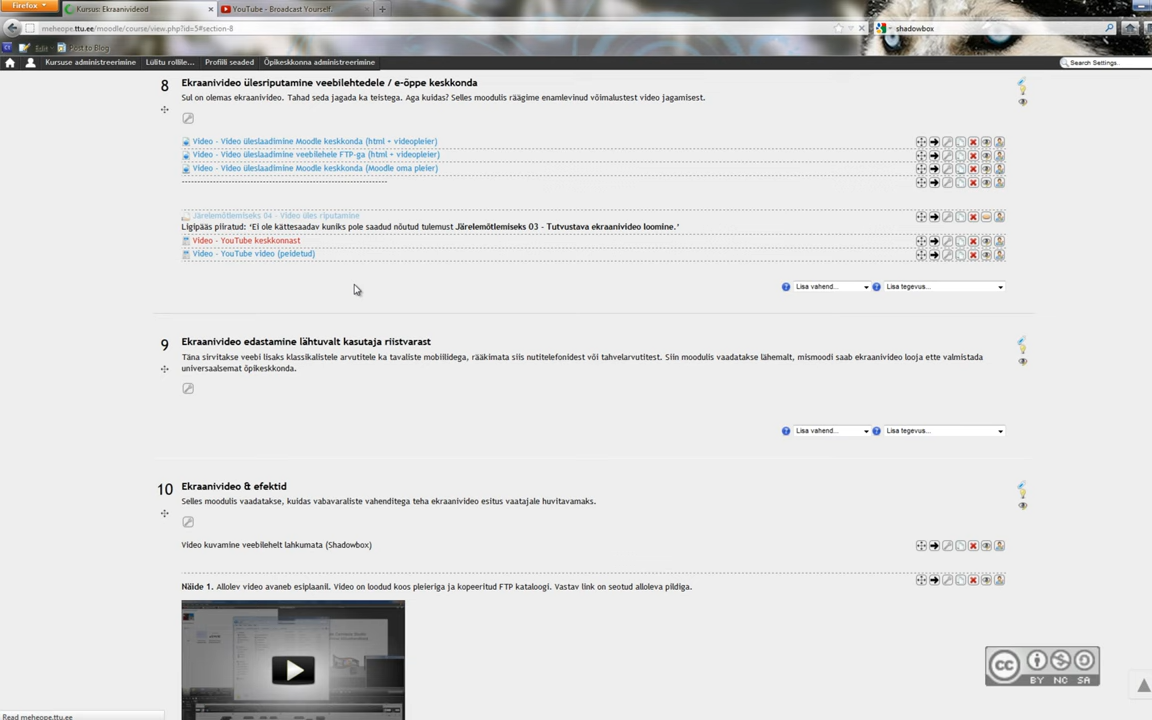 Firefox
Kursus: Ekraanivideod
YouTube - Broadcast Yourself.
meheope.ttu.ee/moodle/course/view.php?id=5#section-8
shadowbox
Edit
Post to Blog
Kursuse administreerimine
Lülitu rollile...
Profiili seaded
Õpikeskkonna administreerimine
Search Settings
8
Ekraanivideo ülesriputamine veebilehtedele / e-õppe keskkonda
Sul on olemas ekraanivideo. Tahad seda jagada ka teistega. Aga kuidas? Selles moodulis räägime enamlevinud võimalustest video jagamisest.
Video - Video üleslaadimine Moodle keskkonda (html + videopleier)
Video - Video üleslaadimine veebilehele FTP-ga (html + videopleier)
Video - Video üleslaadimine Moodle keskkonda (Moodle oma pleier)
Järelemõtlemiseks 04 - Video üles riputamine
Ligipääs piiratud: 'Ei ole kättesaadav kuniks pole saadud nõutud tulemust Järelemõtlemiseks 03 - Tutvustava ekraanivideo loomine.'
Video - YouTube keskkonnast
Video - YouTube video (peidetud)
Lisa vahend...
Lisa tegevus...
9
Ekraanivideo edastamine lähtuvalt kasutaja riistvarast
Täna sirvitakse veebi lisaks klassikalistele arvutitele ka tavaliste mobiilidega, rääkimata siis nutitelefonidest või tahvelarvutitest. Siin moodulis vaadatakse lähemalt, mismoodi saab ekraanivideo looja ette valmistada
universaalsemat õpikeskkonda.
Lisa vahend...
Lisa tegevus...
10
Ekraanivideo & efektid
Selles moodulis vaadatakse, kuidas vabavaraliste vahenditega teha ekraanivideo esitus vaatajale huvitavamaks.
Video kuvamine veebilehelt lahkumata (Shadowbox)
Näide 1. Allolev video avaneb esiplaanil. Video on loodud koos pleieriga ja kopeeritud FTP kataloogi. Vastav link on seotud alloleva pildiga.
cc
BY NC SA
Read meheope.ttu.ee